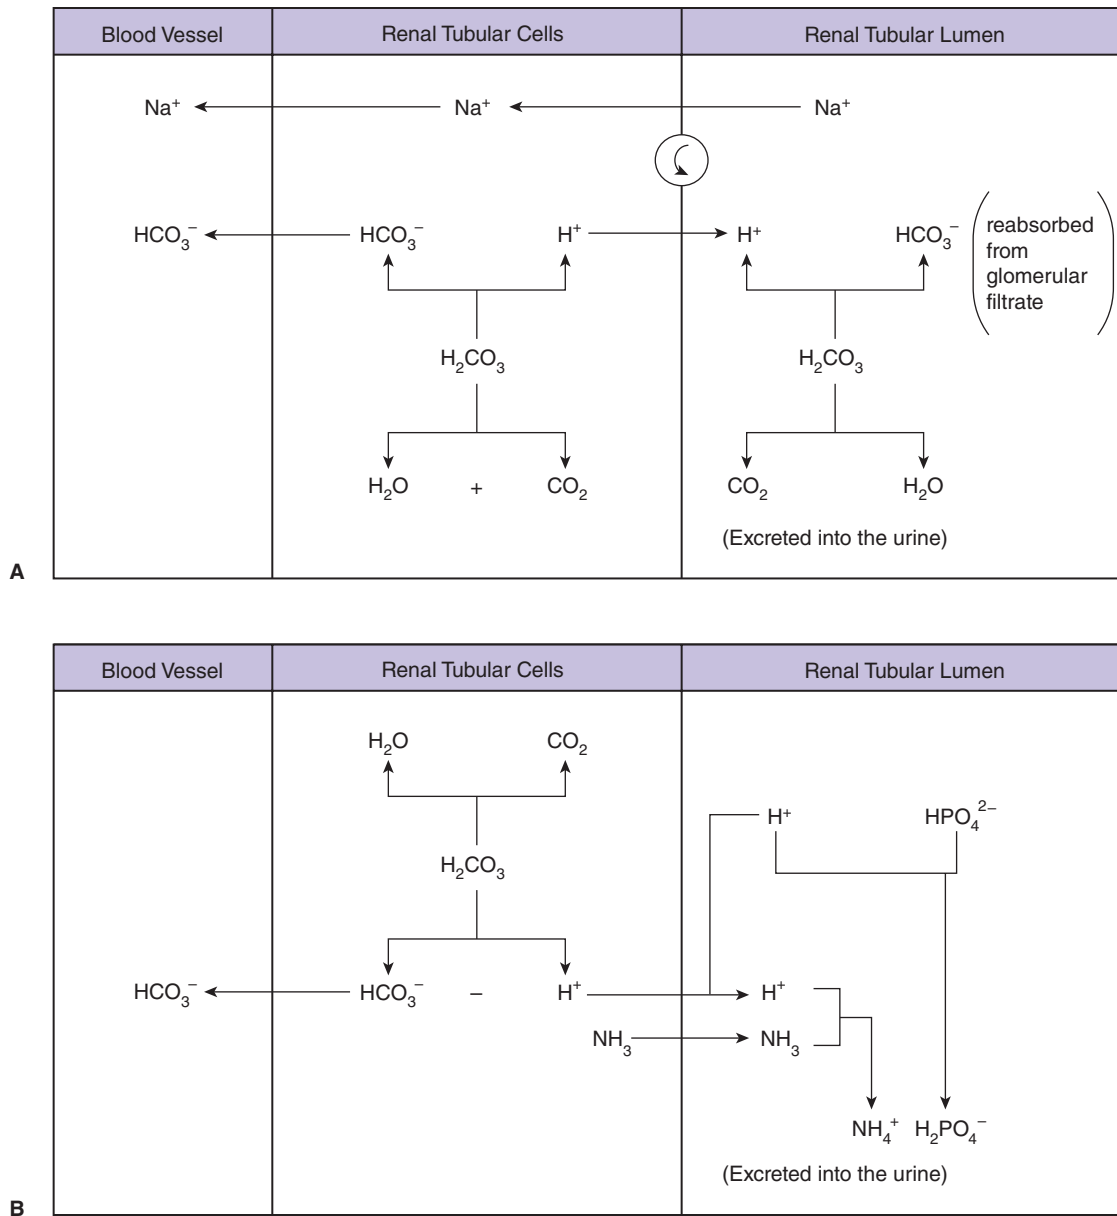 Blood Vessel Renal Tubular Cells Renal Tubular Lumen
Na⁺ Na⁺ Na⁺
HCO₃⁻ HCO₃⁻ H⁺ H⁺ HCO₃⁻
reabsorbed
from
glomerular
filtrate
H₂CO₃ H₂CO₃
H₂O + CO₂ CO₂ H₂O
(Excreted into the urine)
A
Blood Vessel Renal Tubular Cells Renal Tubular Lumen
H₂O CO₂
H⁺ HPO₄²⁻
H₂CO₃
HCO₃⁻ HCO₃⁻ – H⁺ H⁺
NH₃ NH₃
NH₄⁺ H₂PO₄⁻
(Excreted into the urine)
B